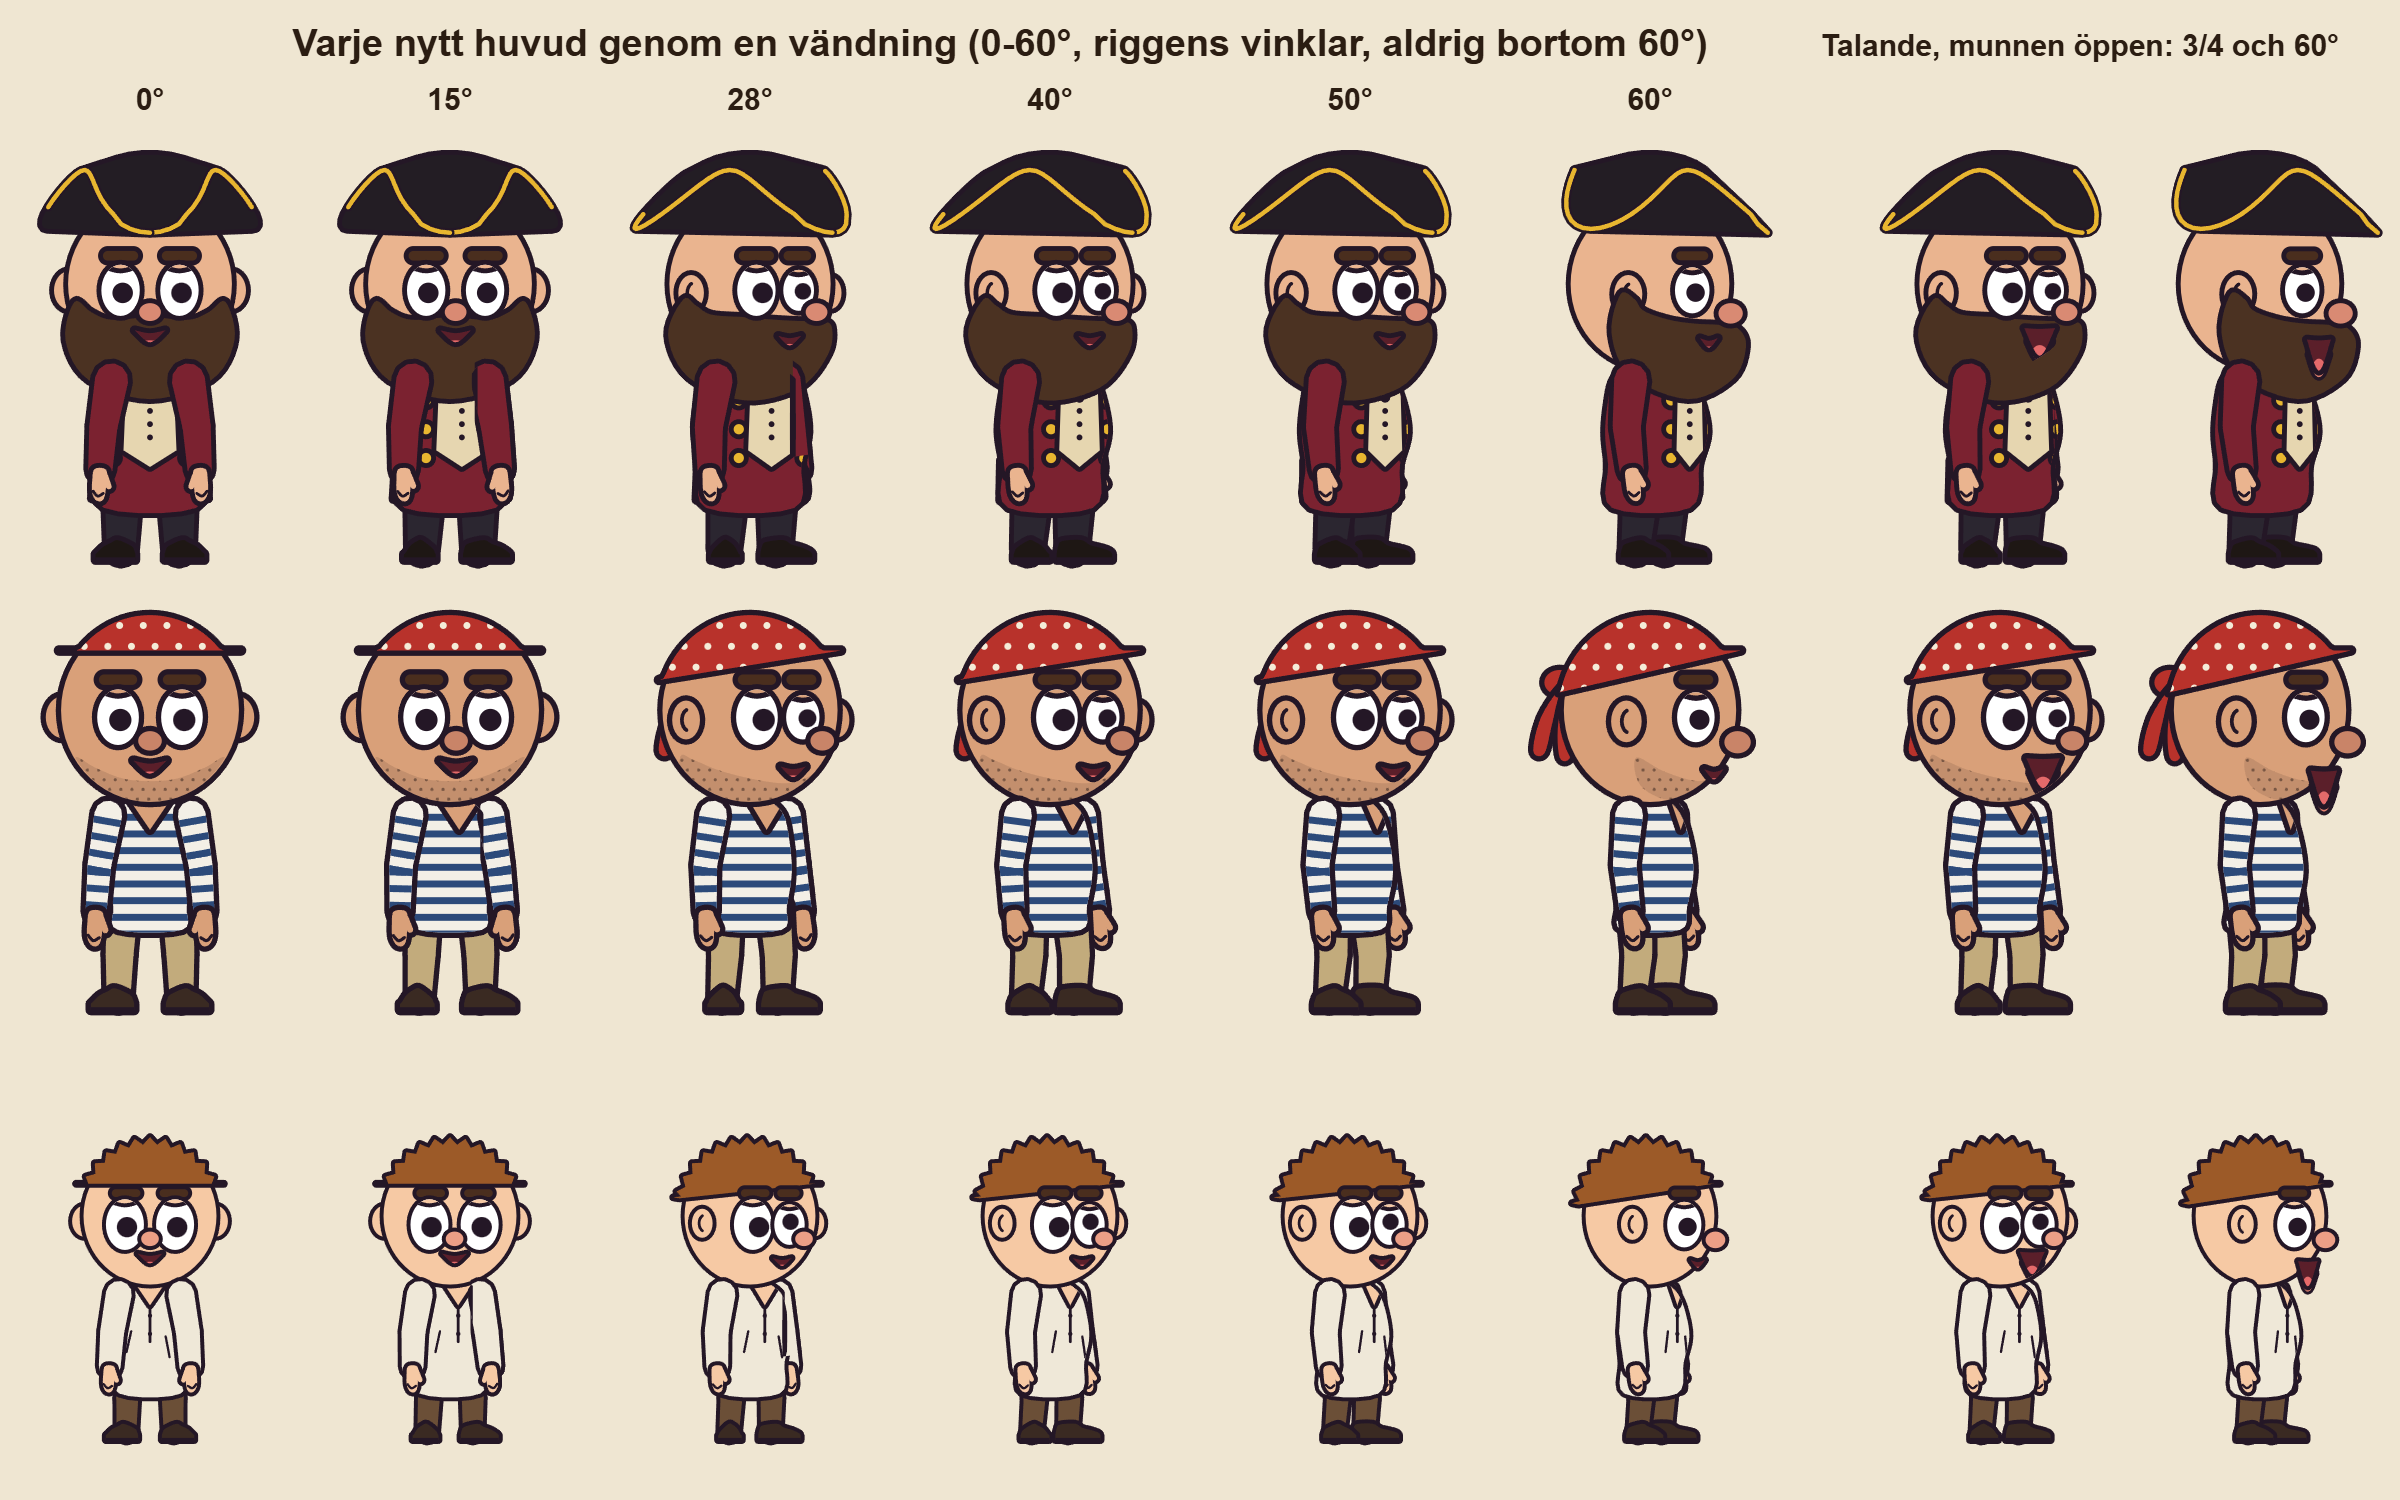 Varje nytt huvud genom en vändning (0-60°, riggens vinklar, aldrig bortom 60°)
Talande, munnen öppen: 3/4 och 60°
0° 15° 28° 40° 50° 60°